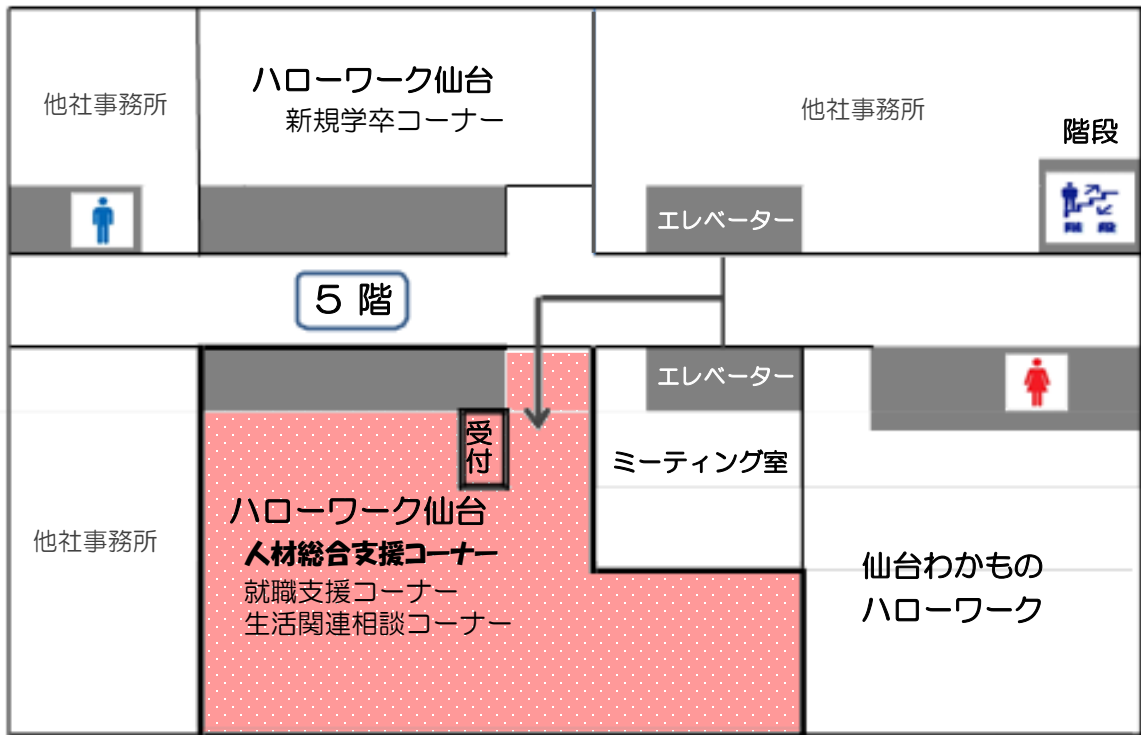 他社事務所
ハローワーク仙台
新規学卒コーナー
他社事務所
階段
階 段
エレベーター
5 階
エレベーター
受
付
ミーティング室
他社事務所
ハローワーク仙台
人材総合支援コーナー
就職支援コーナー
生活関連相談コーナー
仙台わかもの
ハローワーク